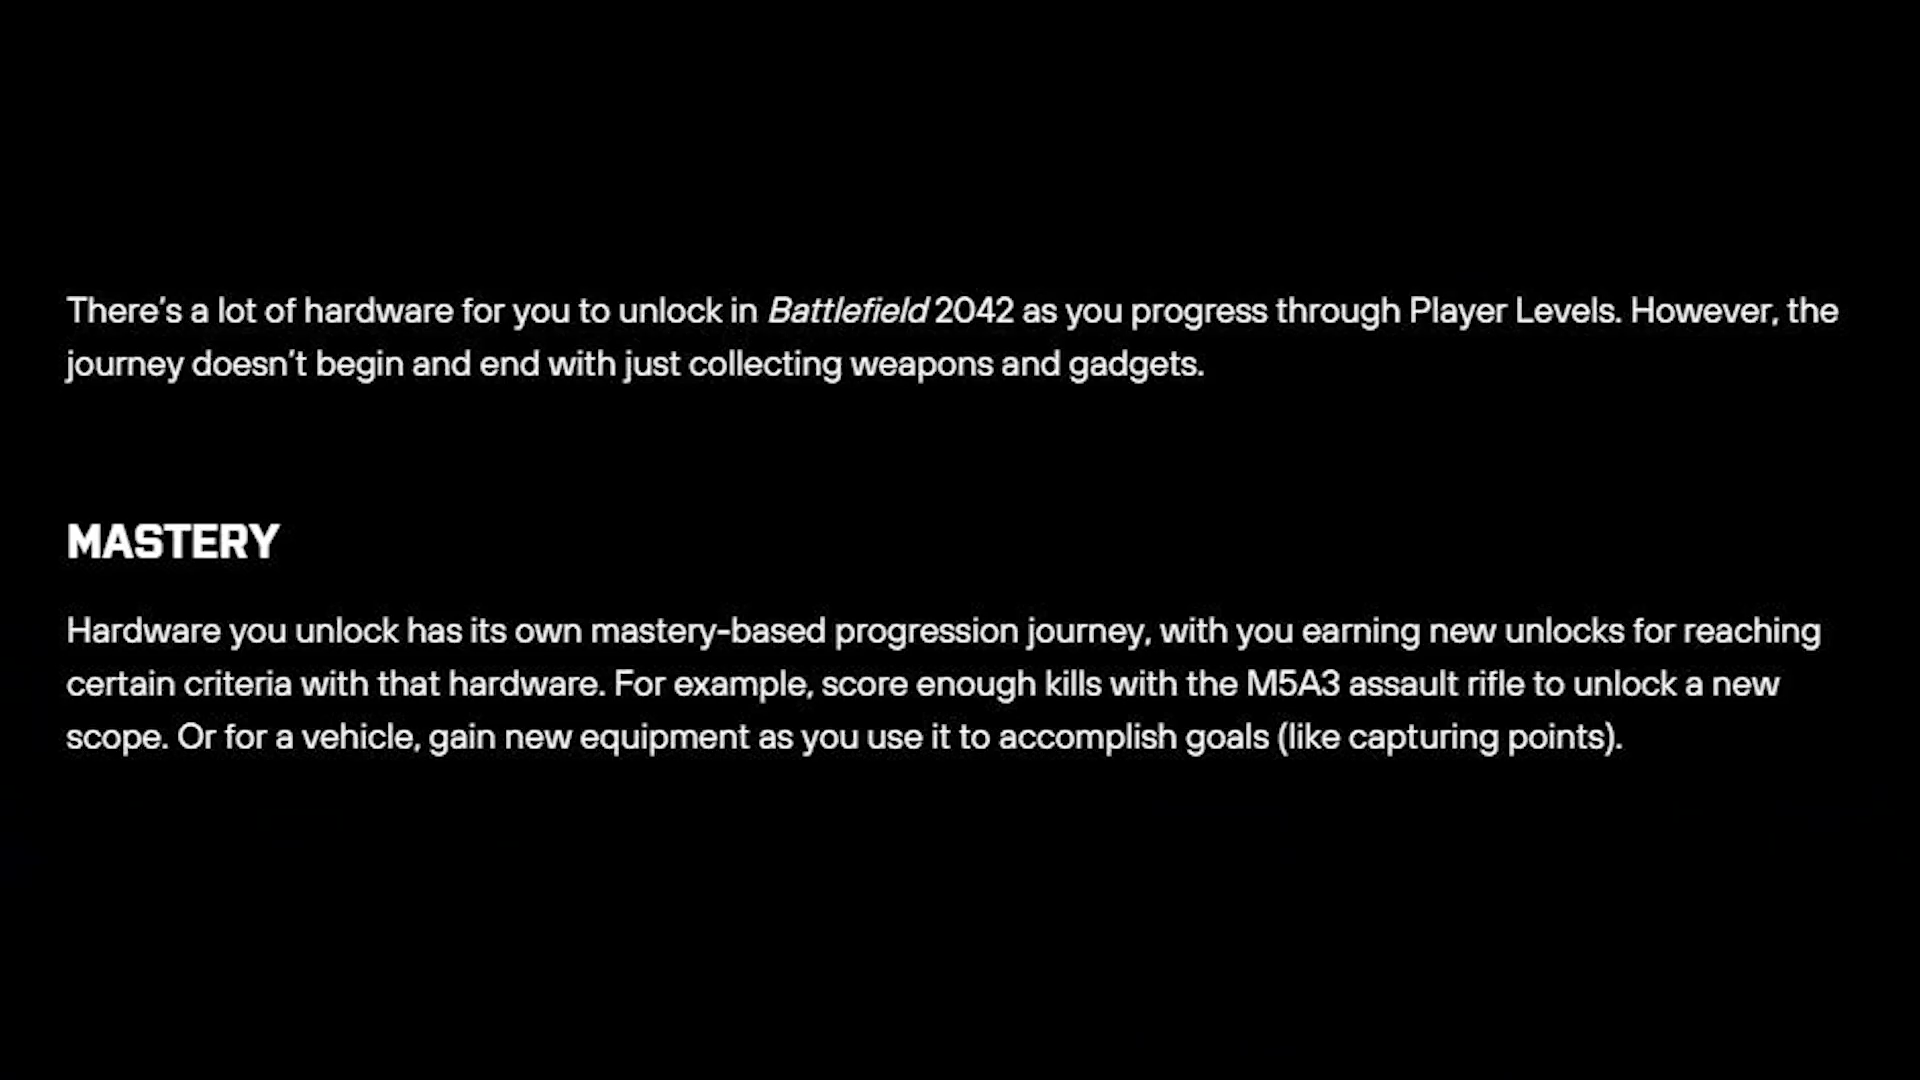 There's a lot of hardware for you to unlock in Battlefield 2042 as you progress through Player Levels. However, the
journey doesn't begin and end with just collecting weapons and gadgets.
MASTERY
Hardware you unlock has its own mastery-based progression journey, with you earning new unlocks for reaching
certain criteria with that hardware. For example, score enough kills with the M5A3 assault rifle to unlock a new
scope. Or for a vehicle, gain new equipment as you use it to accomplish goals (like capturing points).